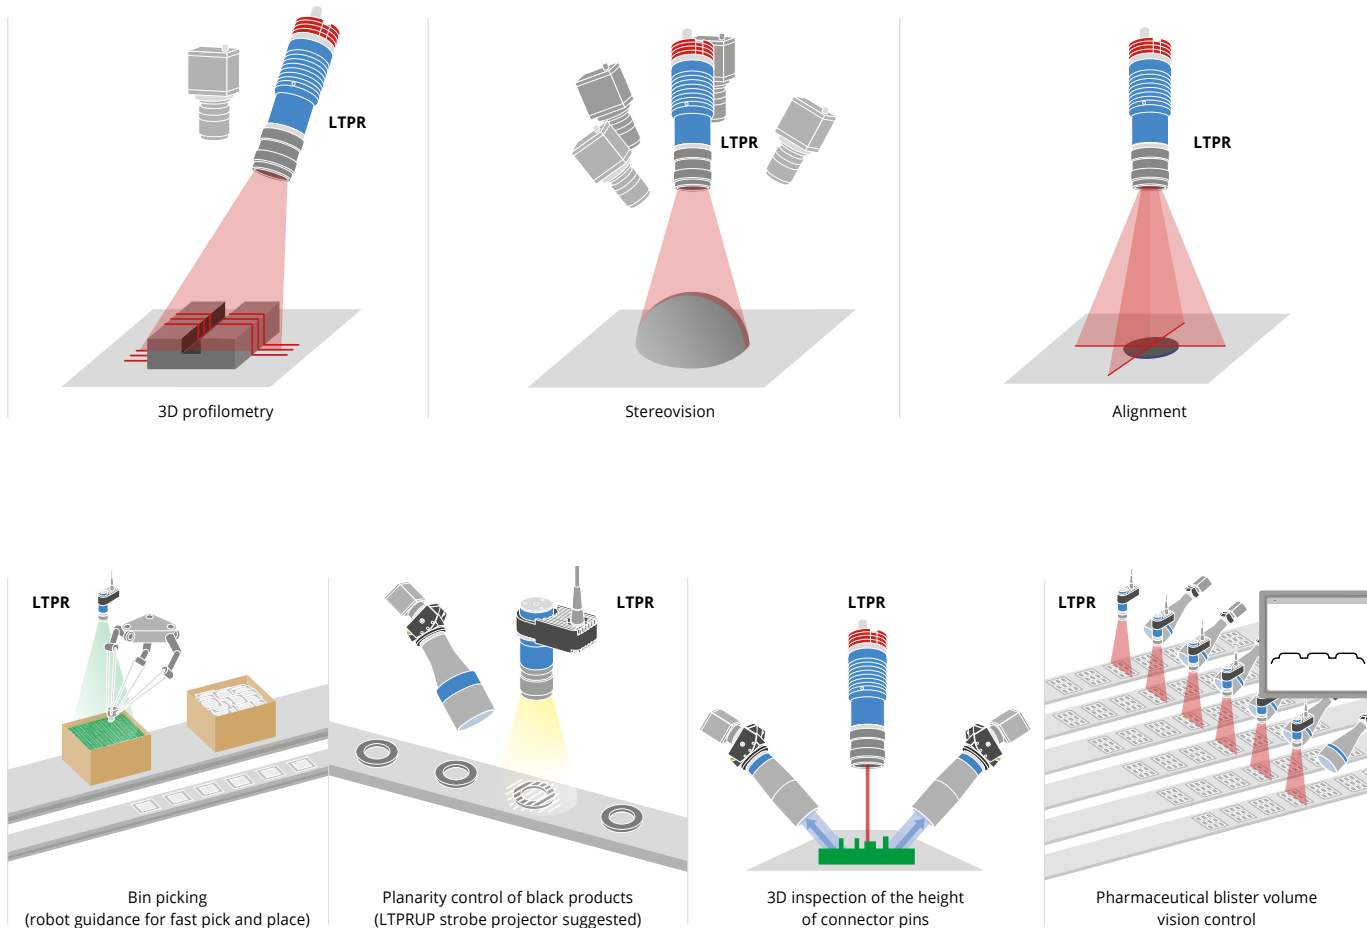 LTPR
LTPR
LTPR
3D profilometry
Stereovision
Alignment
LTPR
LTPR
LTPR
LTPR
Bin picking
(robot guidance for fast pick and place)
Planarity control of black products
(LTPRUP strobe projector suggested)
3D inspection of the height
of connector pins
Pharmaceutical blister volume
vision control